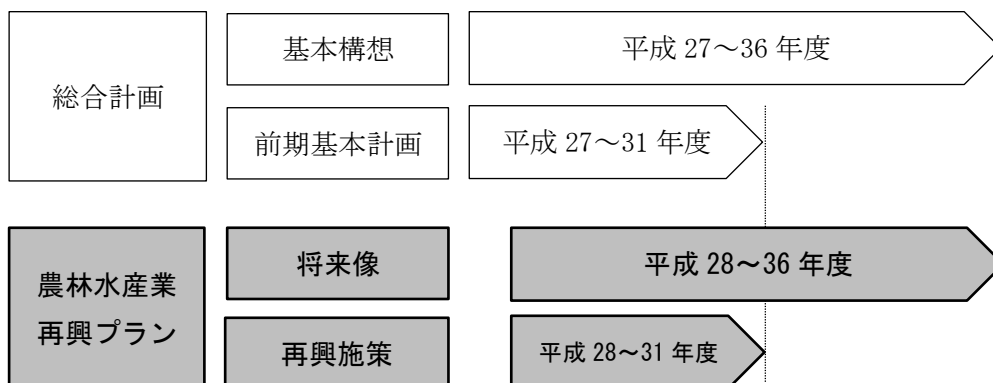 総合計画
基本構想
平成 27～36 年度
前期基本計画
平成 27～31 年度
農林水産業
再興プラン
将来像
平成 28～36 年度
再興施策
平成 28～31 年度